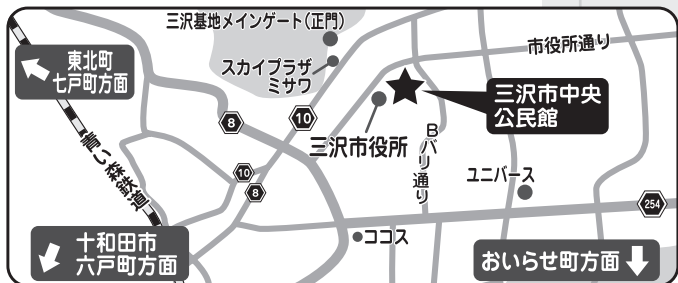 三沢基地メインゲート(正門)
市役所通り
東北町
七戸町方面
スカイプラザ
ミサワ
三沢市中央
公民館
8
10
三沢市役所
Bバリ通り
青い森鉄道
10
8
ユニバース
254
十和田市
六戸町方面
ココス
おいらせ町方面